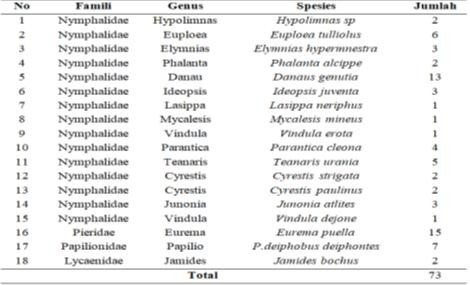 No Famili Genus Spesies Jumlah
1 Nymphalidae Hypolimnas Hypolimnas sp 2
2 Nymphalidae Euploea Euploea tulliolus 6
3 Nymphalidae Elymnias Elymnias hypermnestra 3
4 Nymphalidae Phalanta Phalanta alcippe 2
5 Nymphalidae Danau Danaus genutia 13
6 Nymphalidae Ideopsis Ideopsis juventa 3
7 Nymphalidae Lasippa Lasippa neriphus 1
8 Nymphalidae Mycalesis Mycalesis mineus 1
9 Nymphalidae Vindula Vindula erota 1
10 Nymphalidae Parantica Parantica cleona 4
11 Nymphalidae Teanaris Teanaris urania 5
12 Nymphalidae Cyrestis Cyrestis strigata 2
13 Nymphalidae Cyrestis Cyrestis paulinus 2
14 Nymphalidae Junonia Junonia atlites 3
15 Nymphalidae Vindula Vindula dejone 1
16 Pieridae Eurema Eurema puella 15
17 Papilionidae Papilio P.deiphobus deiphontes 7
18 Lycaenidae Jamides Jamides bochus 2
Total 73